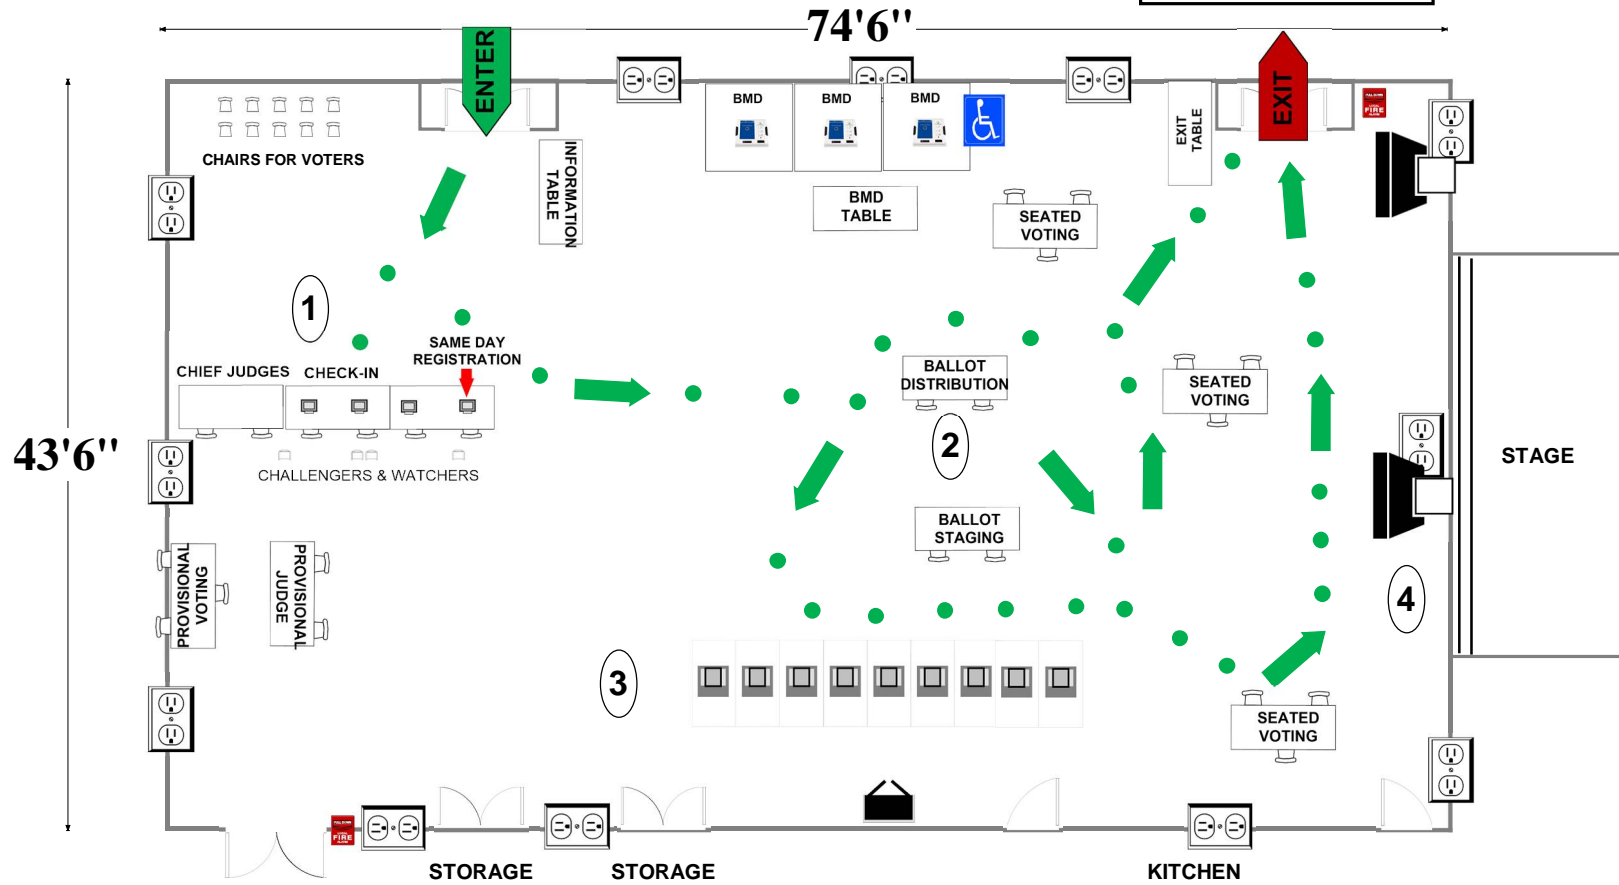 74'6"
ENTER
EXIT
BMD
BMD
BMD
EXIT
TABLE
FIRE
CHAIRS FOR VOTERS
INFORMATION
TABLE
BMD
TABLE
SEATED
VOTING
1
SAME DAY
REGISTRATION
CHIEF JUDGES
CHECK-IN
BALLOT
DISTRIBUTION
SEATED
VOTING
43'6"
2
STAGE
CHALLENGERS & WATCHERS
BALLOT
STAGING
PROVISIONAL
VOTING
PROVISIONAL
JUDGE
4
3
SEATED
VOTING
FIRE
STORAGE
STORAGE
KITCHEN